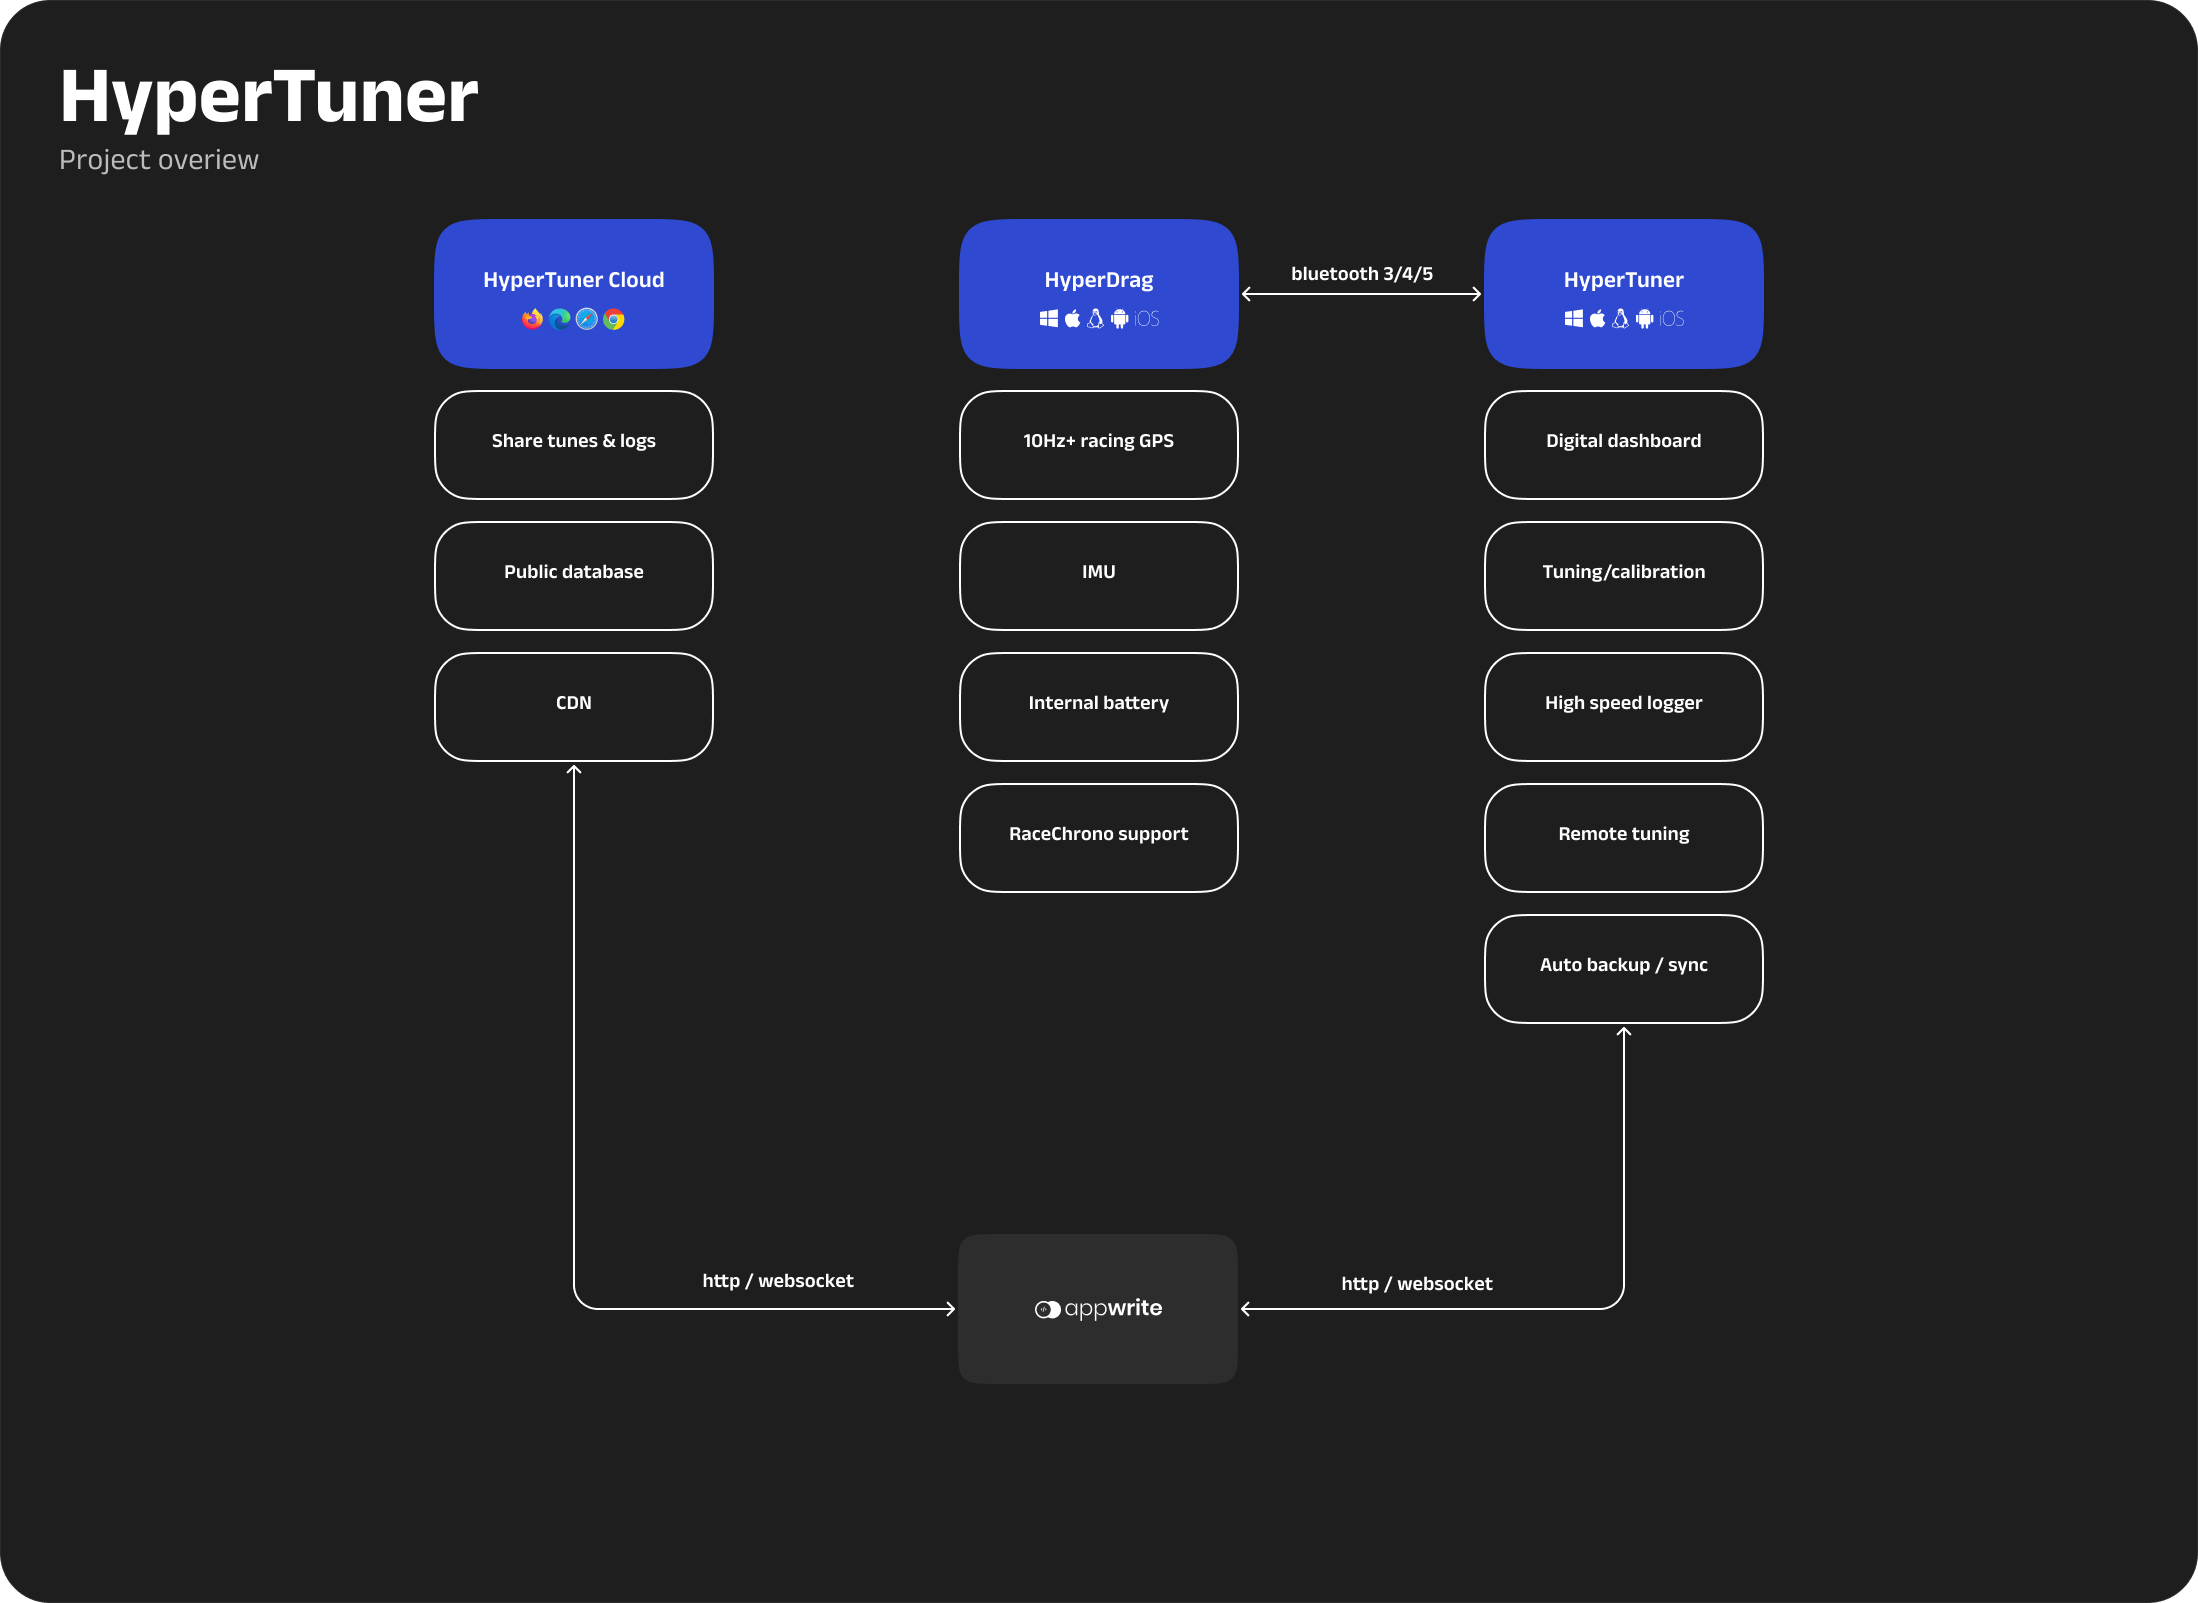 HyperTuner
Project overiew
HyperTuner Cloud
Share tunes & logs
Public database
CDN
HyperDrag
iOS
10Hz+ racing GPS
IMU
Internal battery
RaceChrono support
bluetooth 3/4/5
HyperTuner
iOS
Digital dashboard
Tuning/calibration
High speed logger
Remote tuning
Auto backup / sync
http / websocket
appwrite
http / websocket